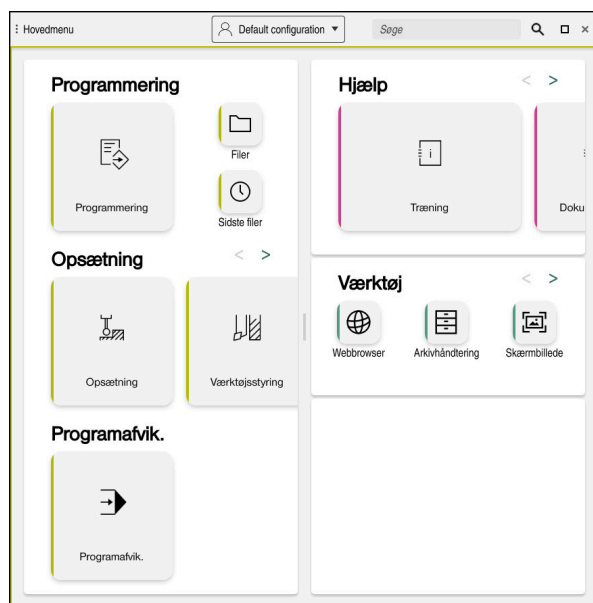 Hovedmenu
Default configuration
Søge
Programmering
Programmering
Filer
Sidste filer
Opsætning
Opsætning
Værktøjsstyring
Programafvik.
Programafvik.
Hjælp
Træning
Doku
Værktøj
Webbrowser
Arkivhåndtering
Skærmbillede